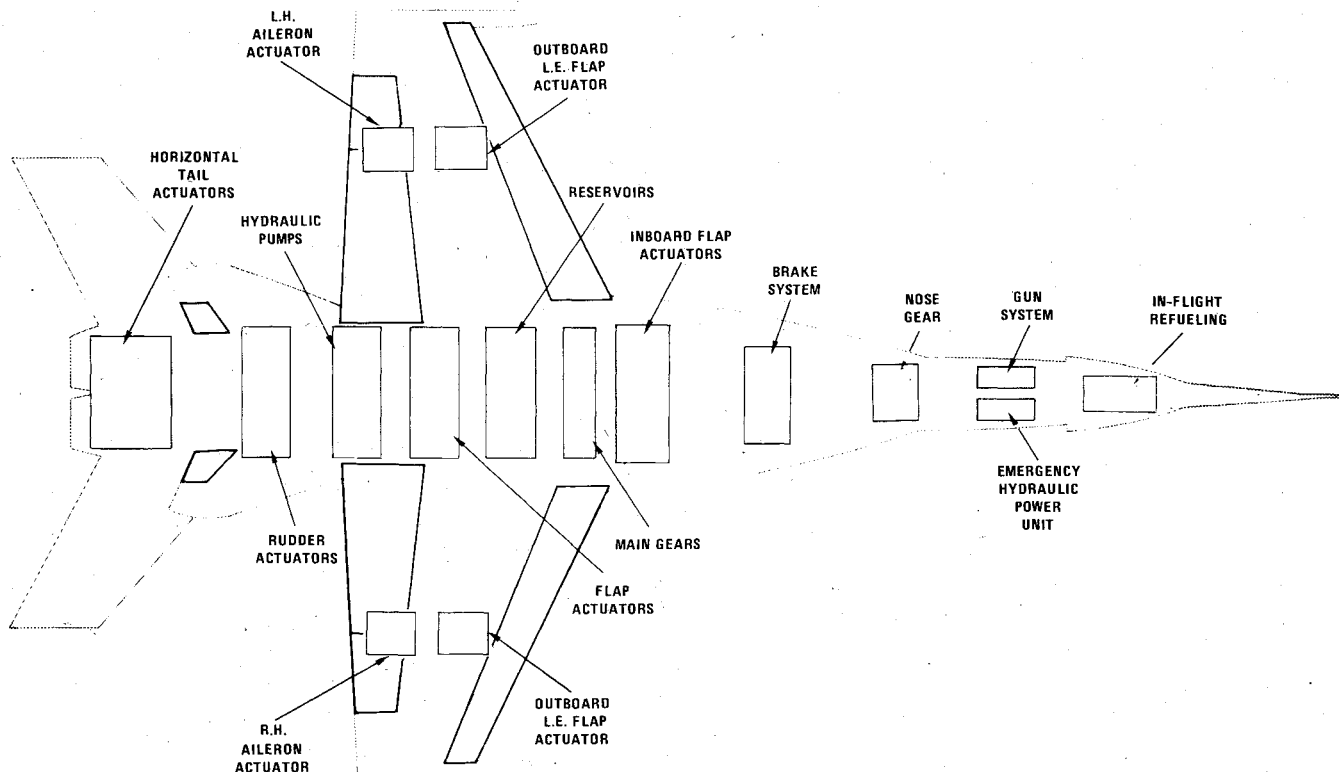 L.H.
AILERON
ACTUATOR
OUTBOARD
L.E. FLAP
ACTUATOR
HORIZONTAL
TAIL
ACTUATORS
HYDRAULIC
PUMPS
RESERVOIRS
INBOARD FLAP
ACTUATORS
BRAKE
SYSTEM
NOSE
GEAR
GUN
SYSTEM
IN-FLIGHT
REFUELING
RUDDER
ACTUATORS
MAIN GEARS
FLAP
ACTUATORS
EMERGENCY
HYDRAULIC
POWER
UNIT
R.H.
AILERON
ACTUATOR
OUTBOARD
L.E. FLAP
ACTUATOR